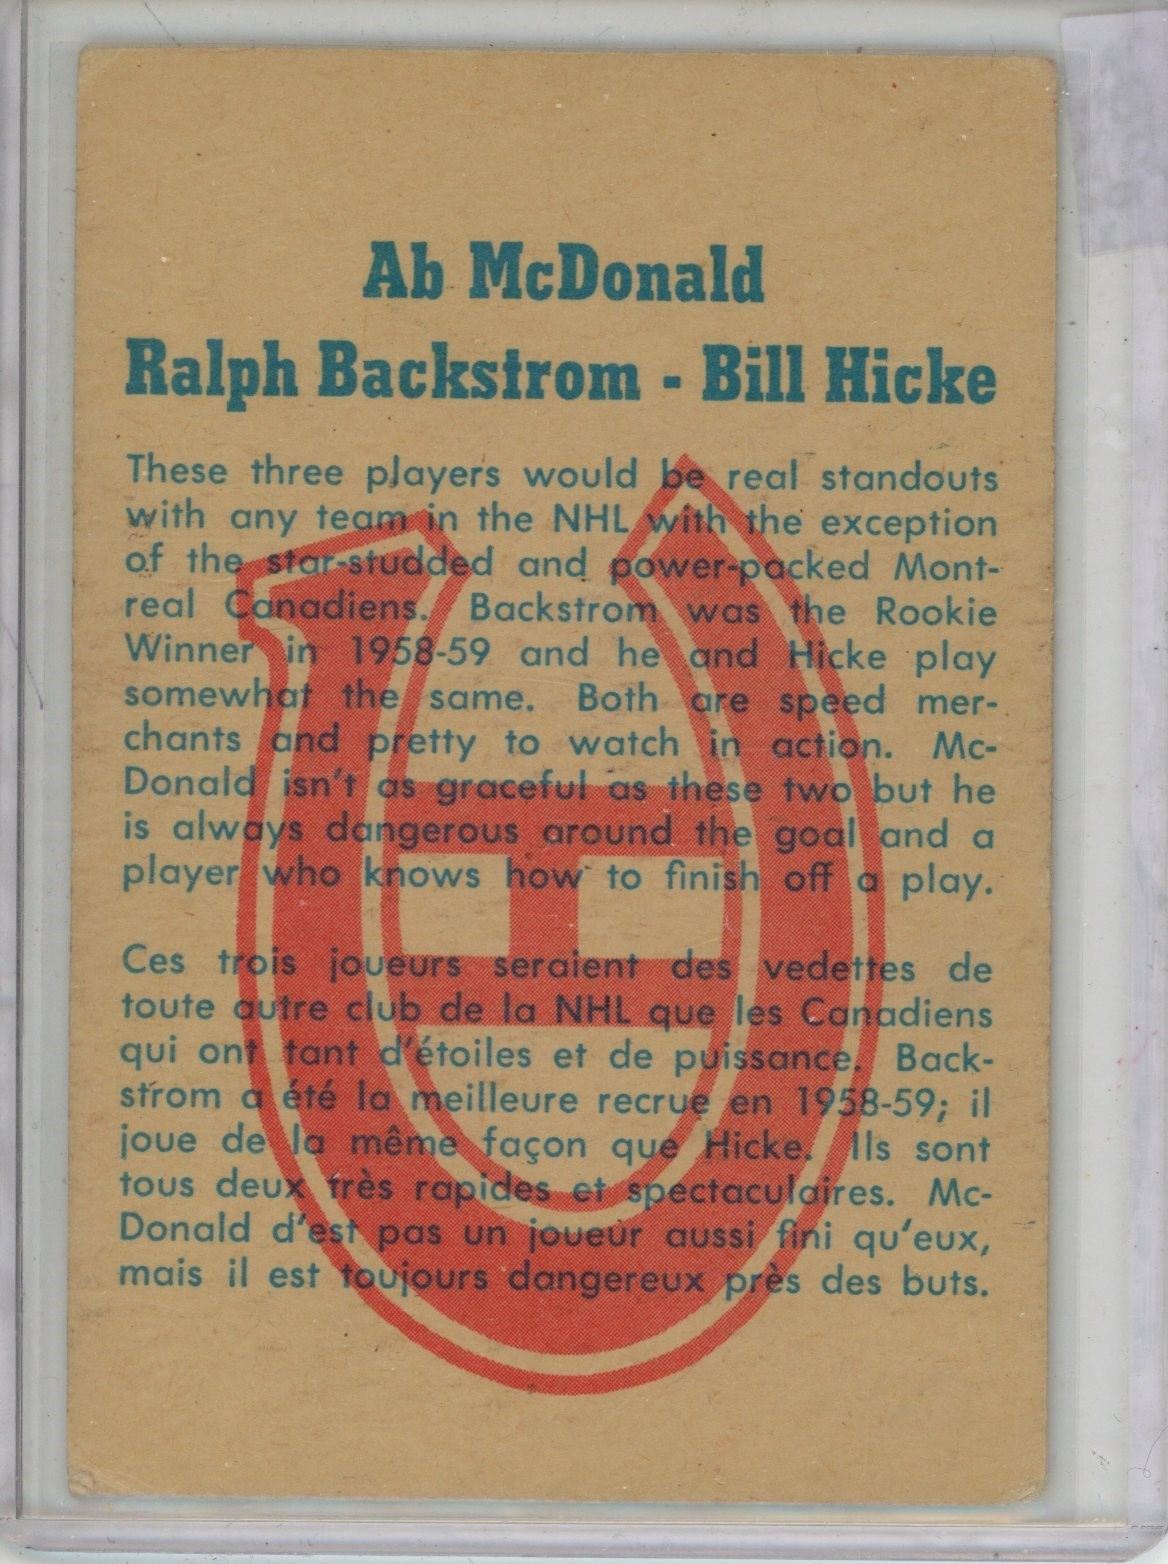 Ab McDonald
Ralph Backstrom - Bill Hicke
These three players would be real standouts
with any team in the NHL with the exception
of the star-studded and power-packed Mont-
real Canadiens. Backstrom was the Rookie
Winner in 1958-59 and he and Hicke play
somewhat the same. Both are speed mer-
chants and pretty to watch in action. Mc-
Donald isn't as graceful as these two but he
is always dangerous around the goal and a
player who knows how to finish off a play.
Ces trois joueurs seraient des vedettes de
toute autre club de la NHL que les Canadiens
qui ont tant d'étoiles et de puissance. Back-
strom a été la meilleure recrue en 1958-59; il
joue de la même façon que Hicke. Ils sont
tous deux très rapides et spectaculaires. Mc-
Donald d'est pas un joueur aussi fini qu'eux,
mais il est toujours dangereux près des buts.